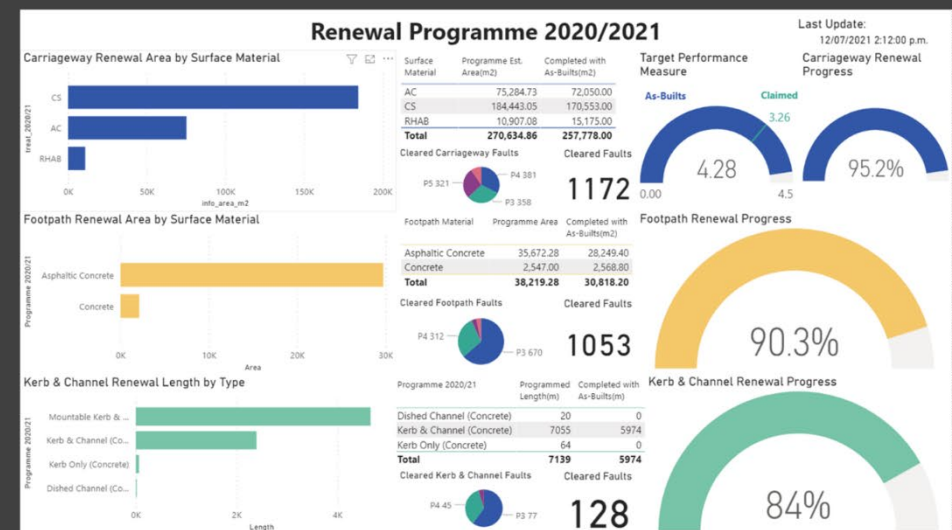 Renewal Programme 2020/2021
Last Update:
12/07/2021 2:12:00 p.m.
Carriageway Renewal Area by Surface Material
treat_2020/21
CS
AC
RHAB
0K 50K 100K 150K 200K
info_area_m2
Surface Material Programme Est. Area(m2) Completed with As-Builts(m2)
AC 75,284.73 72,050.00
CS 184,443.05 170,553.00
RHAB 10,907.08 15,175.00
Total 270,634.86 257,778.00
Cleared Carriageway Faults
P5 321
P4 381
P3 358
Cleared Faults
1172
Target Performance
Measure
As-Builts
Claimed
3.26
4.28
0.00
4.5
Carriageway Renewal
Progress
95.2%
Footpath Renewal Area by Surface Material
Programme 2020/21
Asphaltic Concrete
Concrete
0K 10K 20K 30K
Area
Footpath Material Programme Area Completed with As-Builts(m2)
Asphaltic Concrete 35,672.28 28,249.40
Concrete 2,547.00 2,568.80
Total 38,219.28 30,818.20
Cleared Footpath Faults
P4 312
P3 670
Cleared Faults
1053
Footpath Renewal Progress
90.3%
Kerb & Channel Renewal Length by Type
Programme 2020/21
Mountable Kerb & ...
Kerb & Channel (Co...
Kerb Only (Concrete)
Dished Channel (Co...
0K 2K 4K
Length
Programme 2020/21 Programmed Length(m) Completed with As-Builts(m)
Dished Channel (Concrete) 20 0
Kerb & Channel (Concrete) 7055 5974
Kerb Only (Concrete) 64 0
Total 7139 5974
Cleared Kerb & Channel Faults
P4 45
P3 77
Cleared Faults
128
Kerb & Channel Renewal Progress
84%